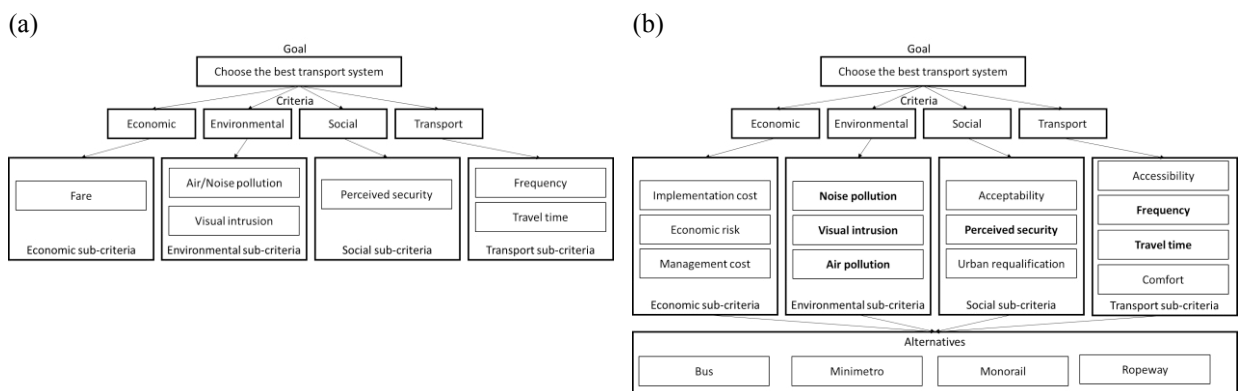 (a)
Goal
Choose the best transport system
Criteria
Economic
Environmental
Social
Transport
Fare
Economic sub-criteria
Air/Noise pollution
Visual intrusion
Environmental sub-criteria
Perceived security
Social sub-criteria
Frequency
Travel time
Transport sub-criteria
(b)
Goal
Choose the best transport system
Criteria
Economic
Environmental
Social
Transport
Implementation cost
Economic risk
Management cost
Economic sub-criteria
Noise pollution
Visual intrusion
Air pollution
Environmental sub-criteria
Acceptability
Perceived security
Urban requalification
Social sub-criteria
Accessibility
Frequency
Travel time
Comfort
Transport sub-criteria
Alternatives
Bus
Minimetro
Monorail
Ropeway